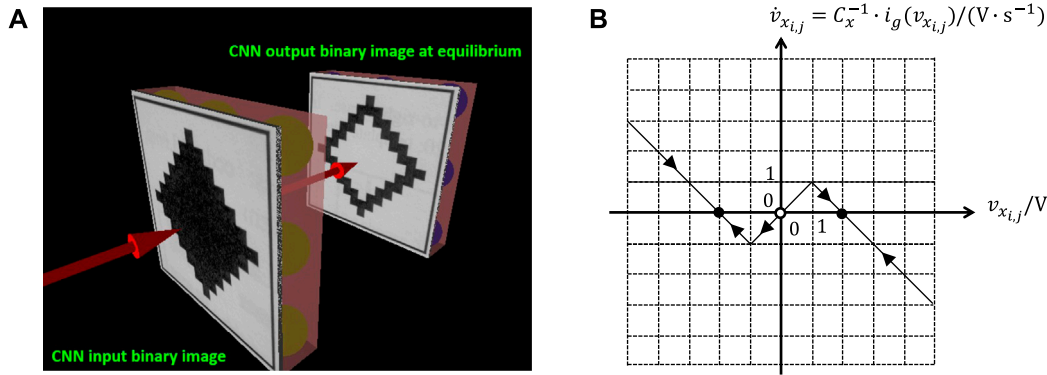 A
CNN output binary image at equilibrium
CNN input binary image
B
v̇_{x_{i,j}} = C_x^{-1} · i_g(v_{x_{i,j}})/(V · s^{-1})
1
0
0 1
v_{x_{i,j}}/V